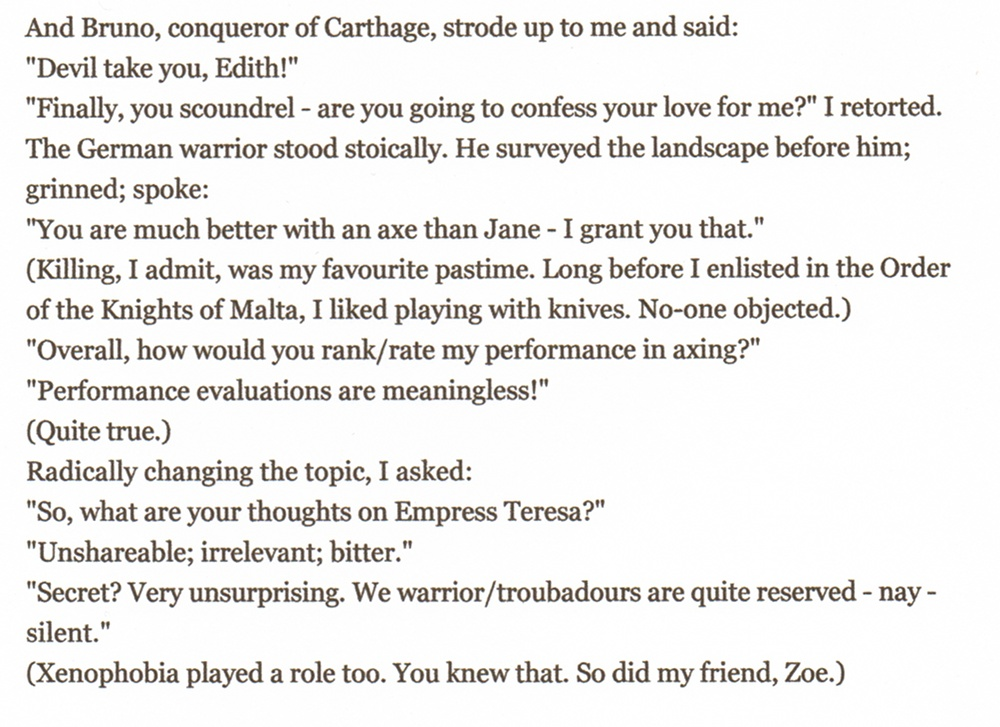 And Bruno, conqueror of Carthage, strode up to me and said:
"Devil take you, Edith!"
"Finally, you scoundrel - are you going to confess your love for me?" I retorted.
The German warrior stood stoically. He surveyed the landscape before him;
grinned; spoke:
"You are much better with an axe than Jane - I grant you that."
(Killing, I admit, was my favourite pastime. Long before I enlisted in the Order
of the Knights of Malta, I liked playing with knives. No-one objected.)
"Overall, how would you rank/rate my performance in axing?"
"Performance evaluations are meaningless!"
(Quite true.)
Radically changing the topic, I asked:
"So, what are your thoughts on Empress Teresa?"
"Unshareable; irrelevant; bitter."
"Secret? Very unsurprising. We warrior/troubadours are quite reserved - nay -
silent."
(Xenophobia played a role too. You knew that. So did my friend, Zoe.)